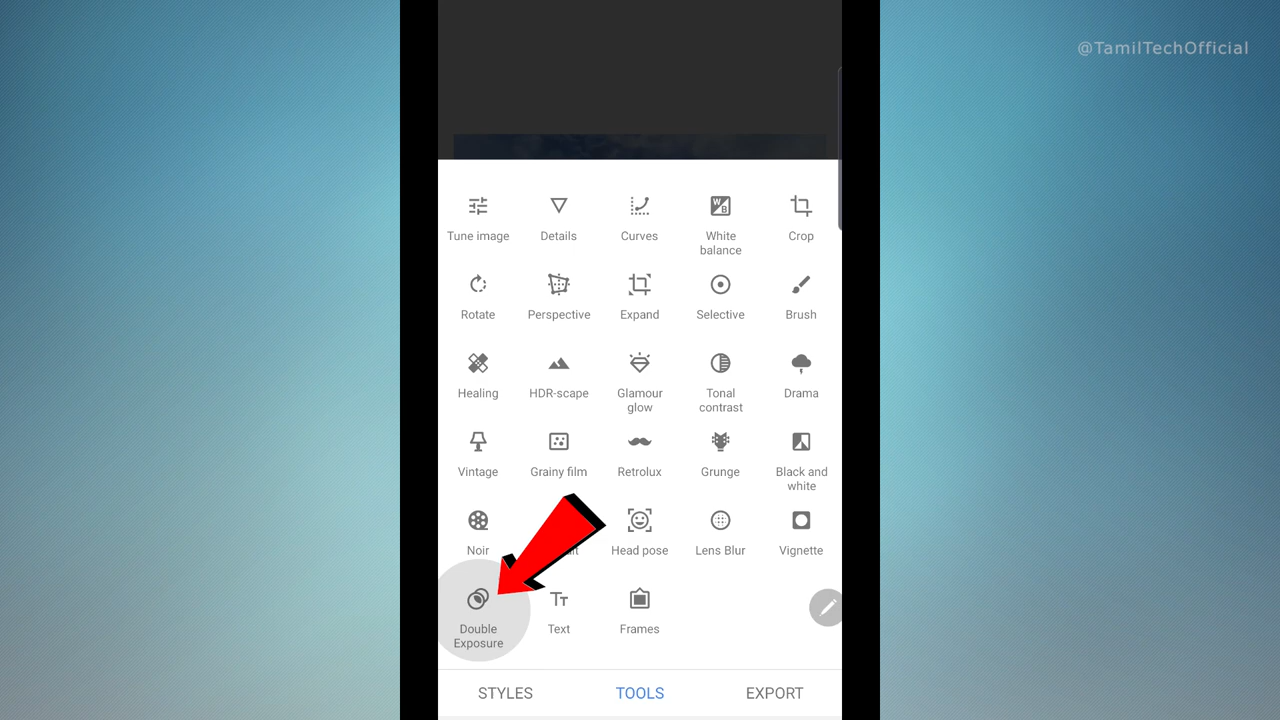 @TamilTechOfficial
Tune image
Details
Curves
White
balance
Crop
Rotate
Perspective
Expand
Selective
Brush
Healing
HDR-scape
Glamour
glow
Tonal
contrast
Drama
Vintage
Grainy film
Retrolux
Grunge
Black and
white
Noir
Head pose
Lens Blur
Vignette
Double
Exposure
Text
Frames
STYLES
TOOLS
EXPORT